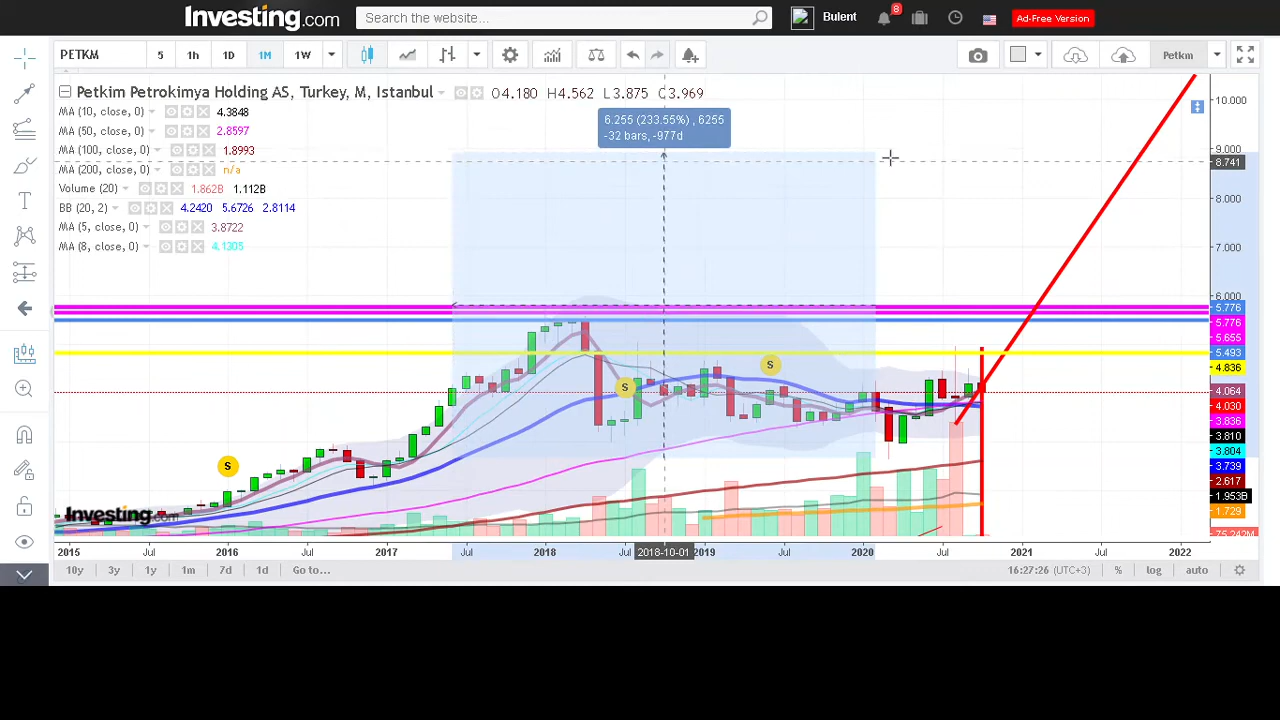 Investing.com
Search the website...
Bulent
8
Ad-Free Version
PETKM
5
1h
1D
1M
1W
Petkm
Petkim Petrokimya Holding AS, Turkey, M, Istanbul
O4.180 H4.562 L3.875 C3.969
MA (10, close, 0) 4.3848
MA (50, close, 0) 2.8597
MA (100, close, 0) 1.8993
MA (200, close, 0) n/a
Volume (20) 1.862B 1.112B
BB (20, 2) 4.2420 5.6726 2.8114
MA (5, close, 0) 3.8722
MA (8, close, 0) 4.1305
6.255 (233.55%) , 6255
-32 bars, -977d
10.000
9.000
8.741
8.000
7.000
6.000
5.776
5.776
5.655
5.493
4.836
4.064
4.030
3.836
3.810
3.804
3.739
2.617
1.953B
1.729
75.242M
S
S
S
Investing.com
2015 Jul 2016 Jul 2017 Jul 2018 Jul 2018-10-01 2019 Jul 2020 Jul 2021 Jul 2022
10y 3y 1y 1m 7d 1d Go to...
16:27:26 (UTC+3) % log auto